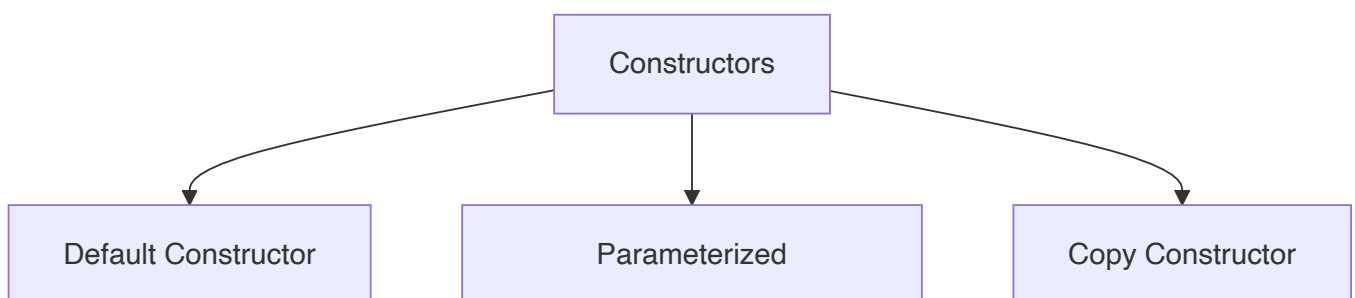 Constructors
Default Constructor
Parameterized
Copy Constructor